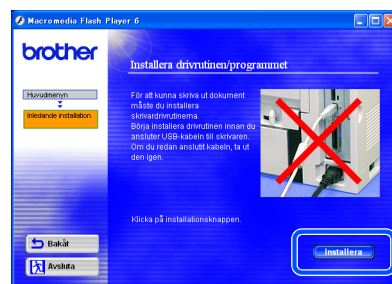 Macromedia Flash Player 6
brother
Installera drivrutinen/programmet
Huvudmenyn
Inledande installation
För att kunna skriva ut dokument
måste du installera
skrivardrivrutinerna.
Börja installera drivrutinen innan du
ansluter USB-kabeln till skrivaren.
Om du redan anslutit kabeln, ta ut
den igen.
Klicka på installationsknappen.
Bakåt
Avsluta
Installera